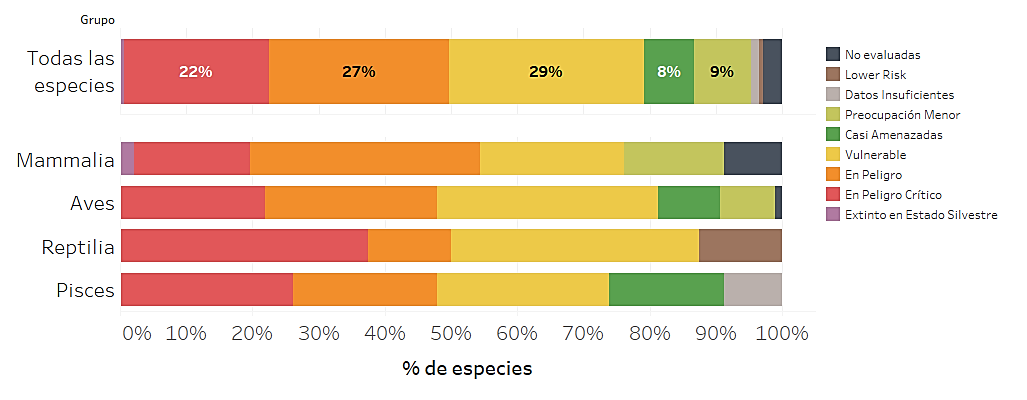 Grupo
Todas las
especies
22%
27%
29%
8%
9%
Mammalia
Aves
Reptilia
Pisces
0%
10%
20%
30%
40%
50%
60%
70%
80%
90%
100%
% de especies
No evaluadas
Lower Risk
Datos Insuficientes
Preocupación Menor
Casi Amenazadas
Vulnerable
En Peligro
En Peligro Crítico
Extinto en Estado Silvestre